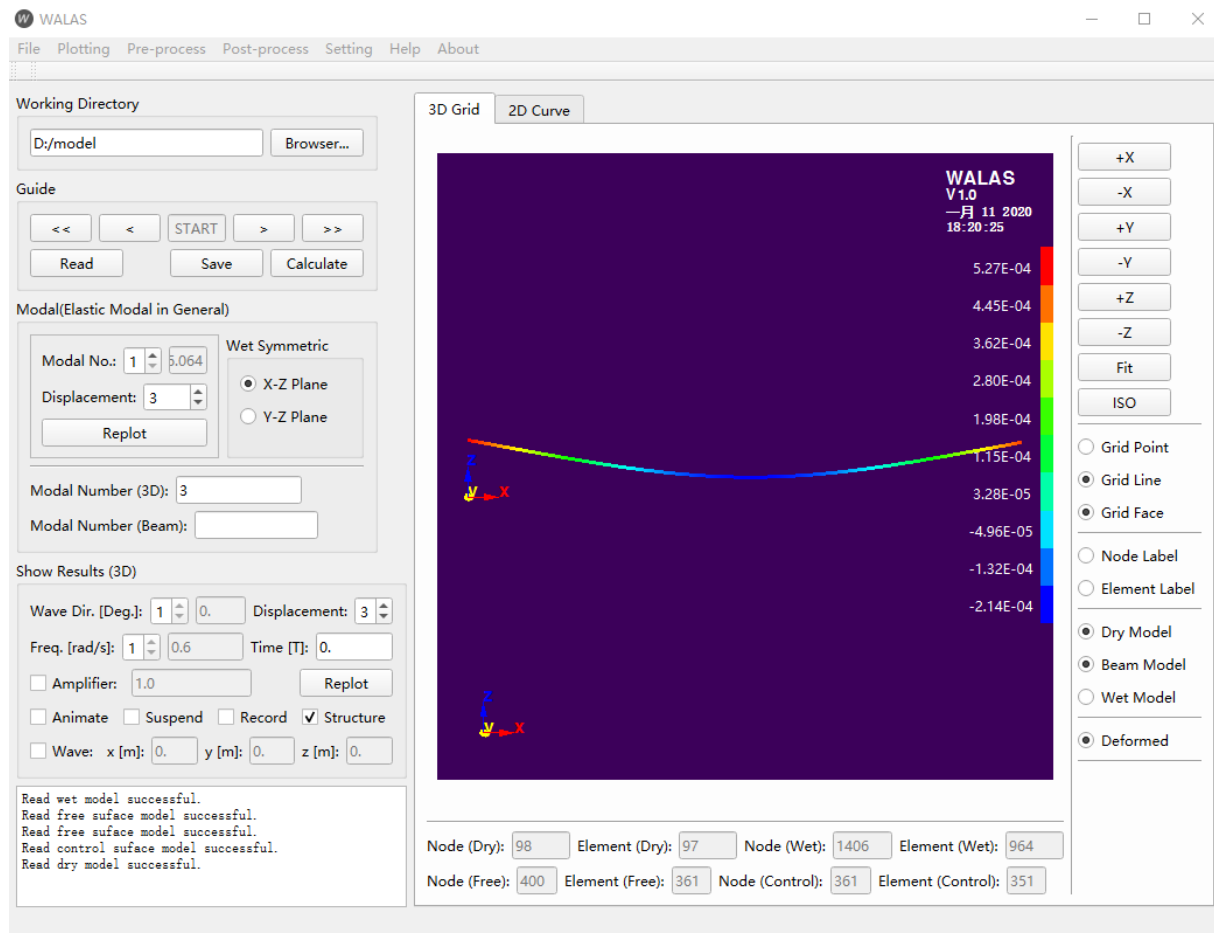 WALAS
File Plotting Pre-process Post-process Setting Help About
Working Directory
D:/model Browser...
Guide
<< < START > >>
Read Save Calculate
Modal(Elastic Modal in General)
Modal No.: 1 5.064
Displacement: 3
Replot
Wet Symmetric
X-Z Plane
Y-Z Plane
Modal Number (3D): 3
Modal Number (Beam):
Show Results (3D)
Wave Dir. [Deg.]: 1 0. Displacement: 3
Freq. [rad/s]: 1 0.6 Time [T]: 0.
Amplifier: 1.0 Replot
Animate Suspend Record Structure
Wave: x [m]: 0. y [m]: 0. z [m]: 0.
Read wet model successful.
Read free suface model successful.
Read free suface model successful.
Read control suface model successful.
Read dry model successful.
3D Grid 2D Curve
WALAS
V 1.0
一月 11 2020
18:20:25
5.27E-04
4.45E-04
3.62E-04
2.80E-04
1.98E-04
1.15E-04
3.28E-05
-4.96E-05
-1.32E-04
-2.14E-04
Z
Y X
Z
Y X
+X
-X
+Y
-Y
+Z
-Z
Fit
ISO
Grid Point
Grid Line
Grid Face
Node Label
Element Label
Dry Model
Beam Model
Wet Model
Deformed
Node (Dry): 98 Element (Dry): 97 Node (Wet): 1406 Element (Wet): 964
Node (Free): 400 Element (Free): 361 Node (Control): 361 Element (Control): 351